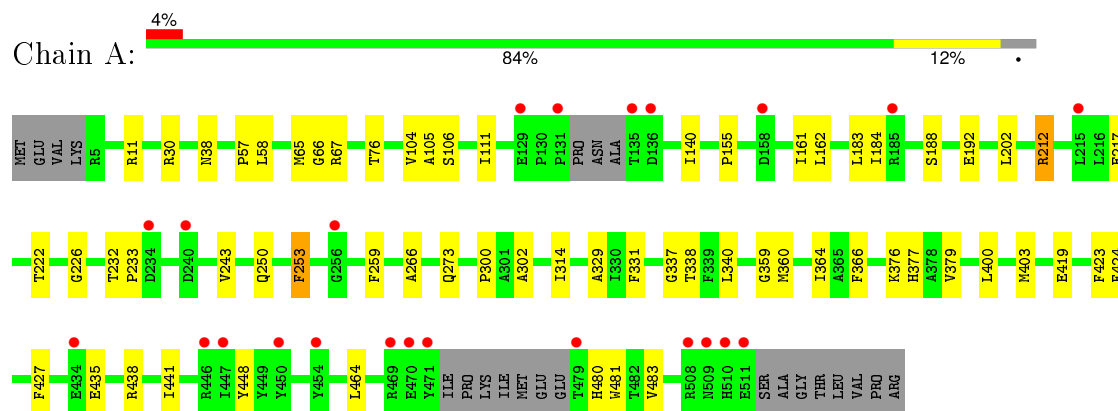 4%
Chain A:
84% 12% •
MET GLU VAL LYS R5 R11 R30 N38 P57 L58 M65 G66 R67 T76 V104 A105 S106 I111 E129 P130 P131 PRO ASN ALA T135 D136 I140 P155 D158 I161 L162 L183 I184 R185 S188 E192 L202 R212 L215 L216
T222 G226 T232 P233 D234 D240 V243 Q250 F253 G256 F259 A266 Q273 P300 A301 A302 I314 A329 I330 F331 G337 T338 F339 L340 G359 M360 I364 A365 F366 K376 H377 A378 V379 L400 M403 E419 F423
F427 E434 E435 R438 I441 R446 I447 Y448 Y449 Y450 Y454 L464 R469 E470 Y471 ILE PRO LYS ILE MET GLU GLU T479 H480 W481 T482 V483 R508 N509 H510 E511 SER ALA GLY THR LEU VAL PRO ARG